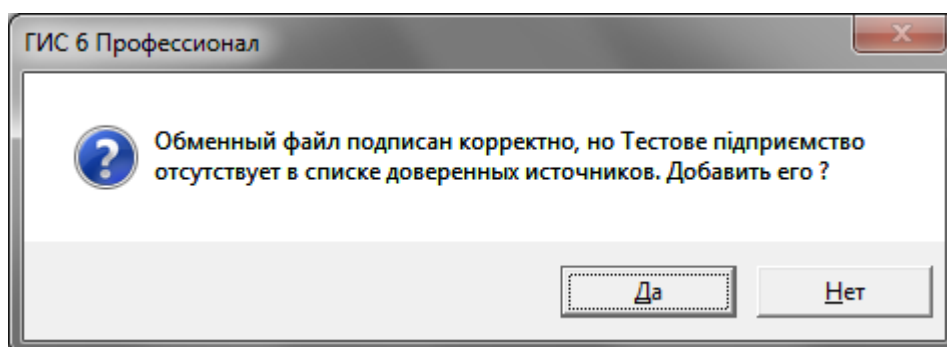 ГИС 6 Профессионал
Обменный файл подписан корректно, но Тестове підприємство
отсутствует в списке доверенных источников. Добавить его ?
Да
Нет